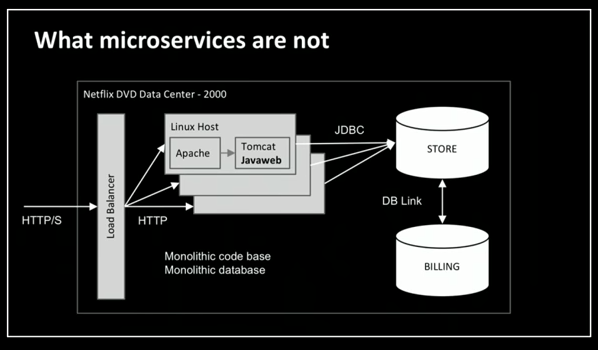 What microservices are not
Netflix DVD Data Center - 2000
Linux Host
Apache
Tomcat
Javaweb
JDBC
STORE
Load Balancer
HTTP/S
HTTP
DB Link
Monolithic code base
Monolithic database
BILLING